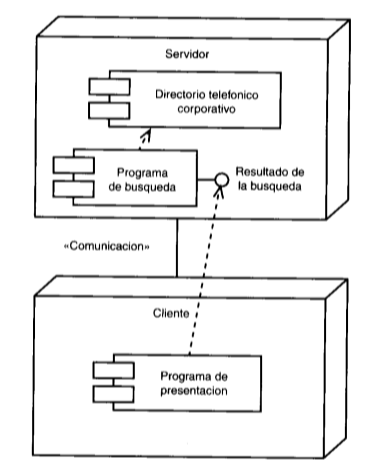 Servidor
Directorio telefonico
corporativo
Programa
de busqueda
Resultado de
la busqueda
«Comunicacion»
Cliente
Programa de
presentacion